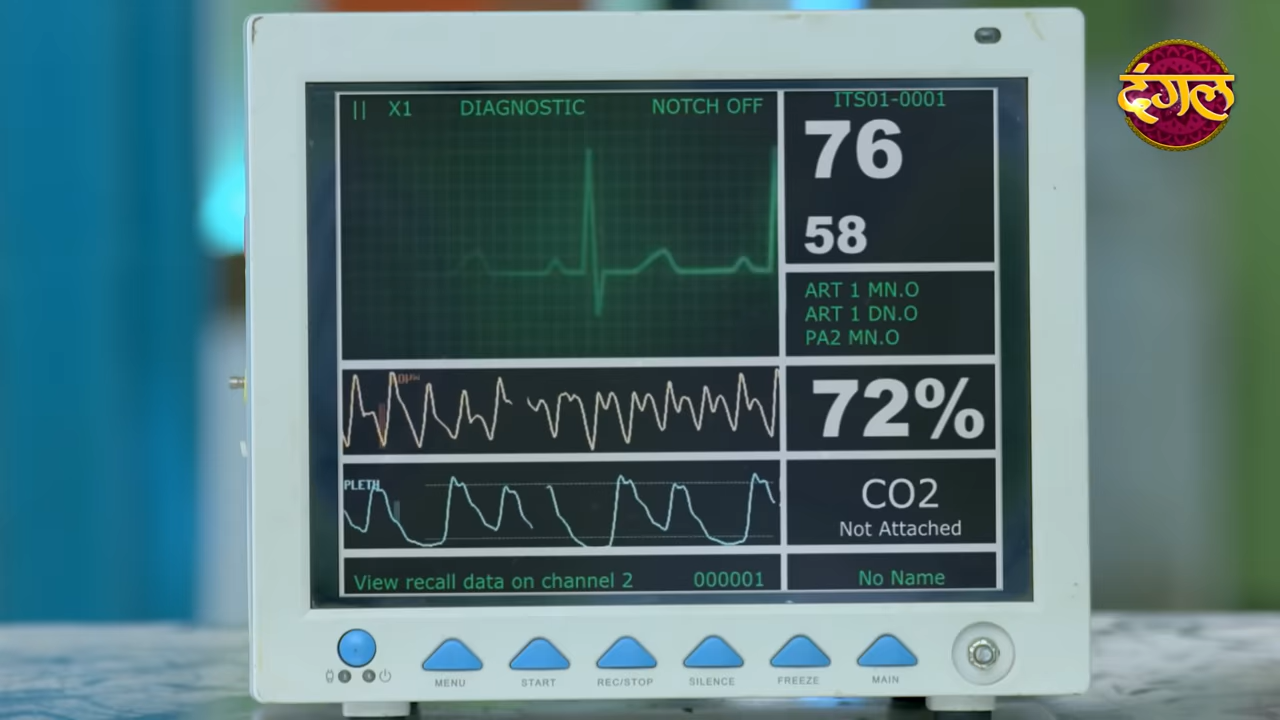 दंगल
|| X1 DIAGNOSTIC NOTCH OFF
ITS01-0001
76
58
ART 1 MN.O
ART 1 DN.O
PA2 MN.O
72%
PLETH
CO2
Not Attached
View recall data on channel 2 000001
No Name
MENU START REC/STOP SILENCE FREEZE MAIN